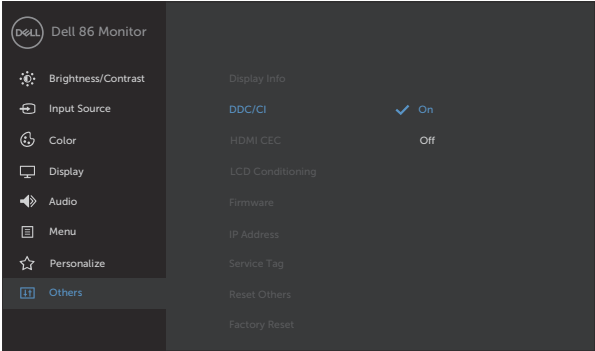 DELL Dell 86 Monitor
Brightness/Contrast Display Info
Input Source DDC/CI On
Color HDMI CEC Off
Display LCD Conditioning
Audio Firmware
Menu IP Address
Personalize Service Tag
Others Reset Others
Factory Reset